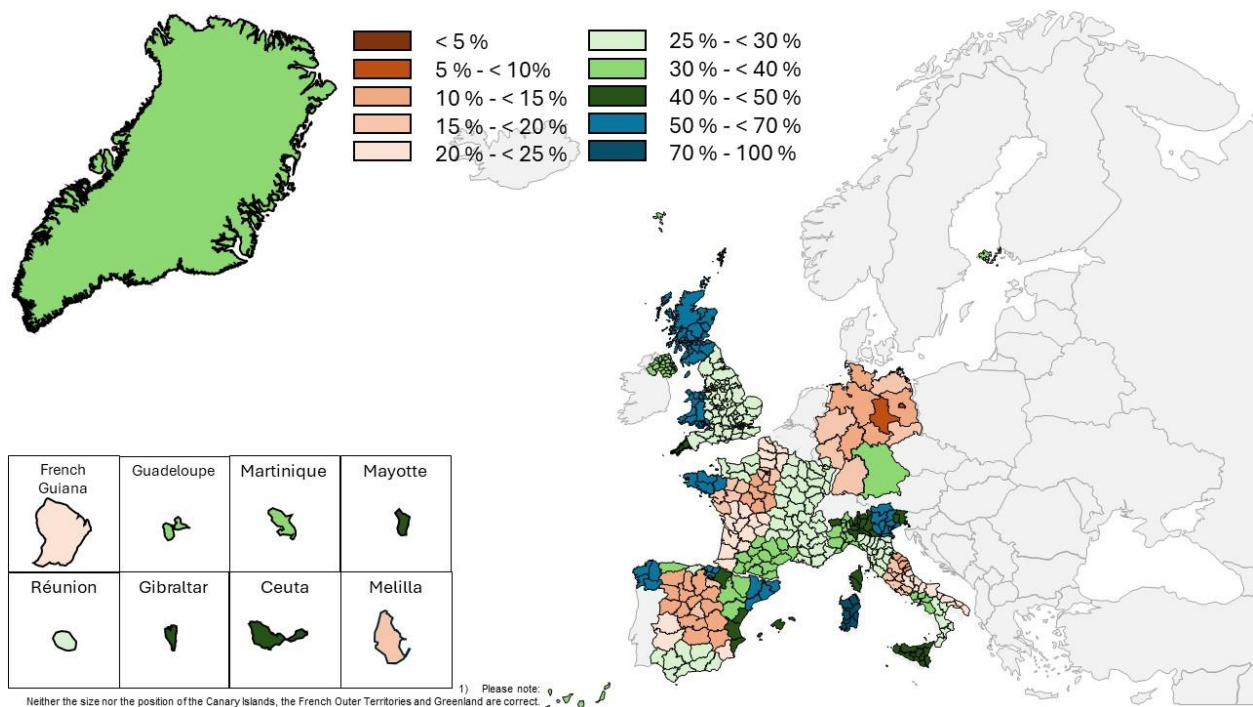 < 5 %
5 % - < 10%
10 % - < 15 %
15 % - < 20 %
20 % - < 25 %
25 % - < 30 %
30 % - < 40 %
40 % - < 50 %
50 % - < 70 %
70 % - 100 %
French
Guiana
Guadeloupe
Martinique
Mayotte
Réunion
Gibraltar
Ceuta
Melilla
1) Please note:
Neither the size nor the position of the Canary Islands, the French Outer Territories and Greenland are correct.